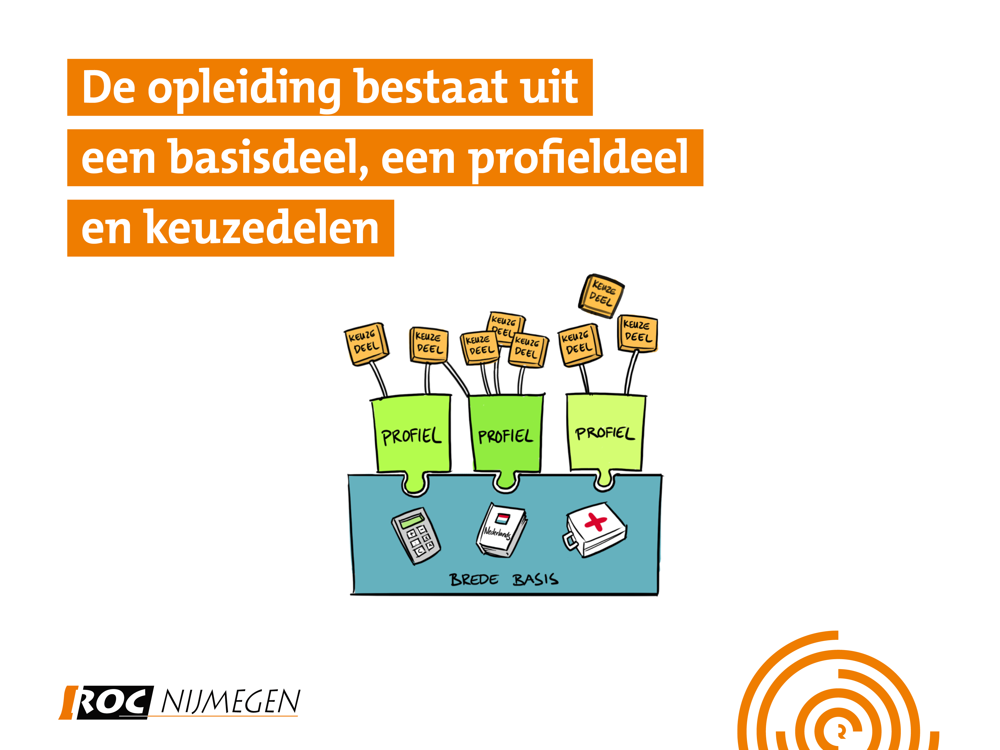 De opleiding bestaat uit
een basisdeel, een profieldeel
en keuzedelen
KEUZE
DEEL
KEUZE
DEEL
KEUZE
DEEL
KEUZE
DEEL
KEUZE
DEEL
KEUZE
DEEL
KEUZE
DEEL
KEUZE
DEEL
PROFIEL
PROFIEL
PROFIEL
+ -
: X
C A
Nederlands
BREDE BASIS
ROC NIJMEGEN
R